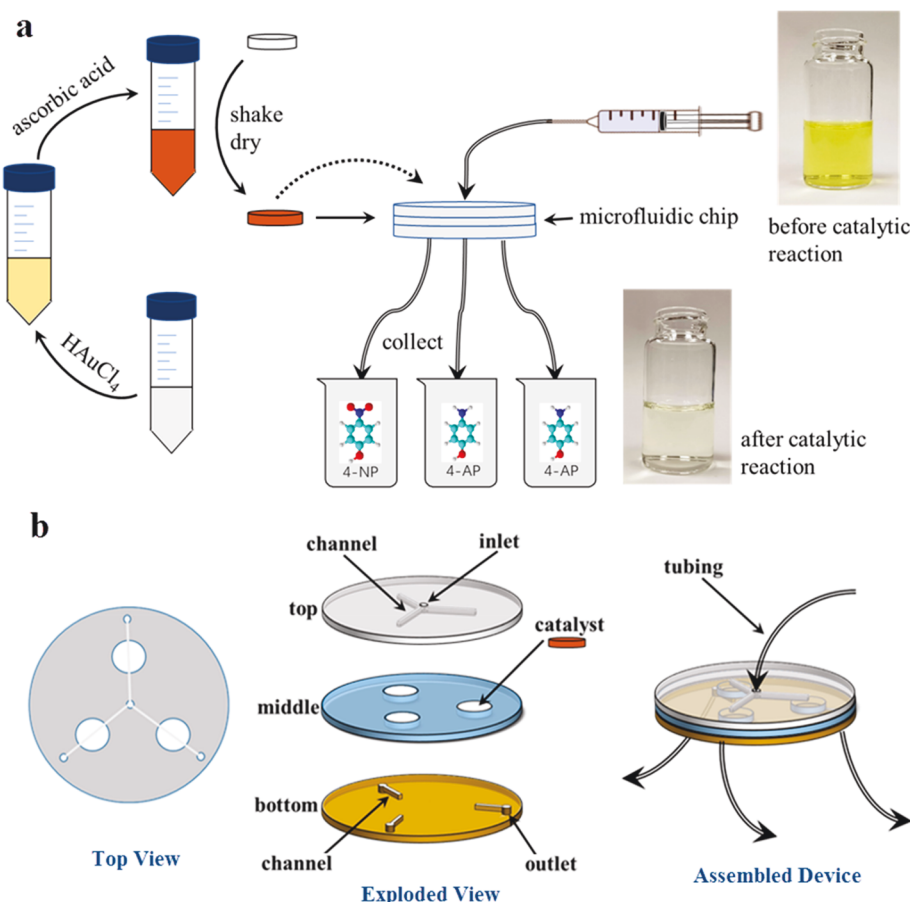 a
ascorbic acid
shake
dry
microfluidic chip
before catalytic
reaction
HAuCl₄
collect
4-NP
4-AP
4-AP
after catalytic
reaction
b
channel
inlet
tubing
top
catalyst
middle
bottom
channel
outlet
Top View
Exploded View
Assembled Device